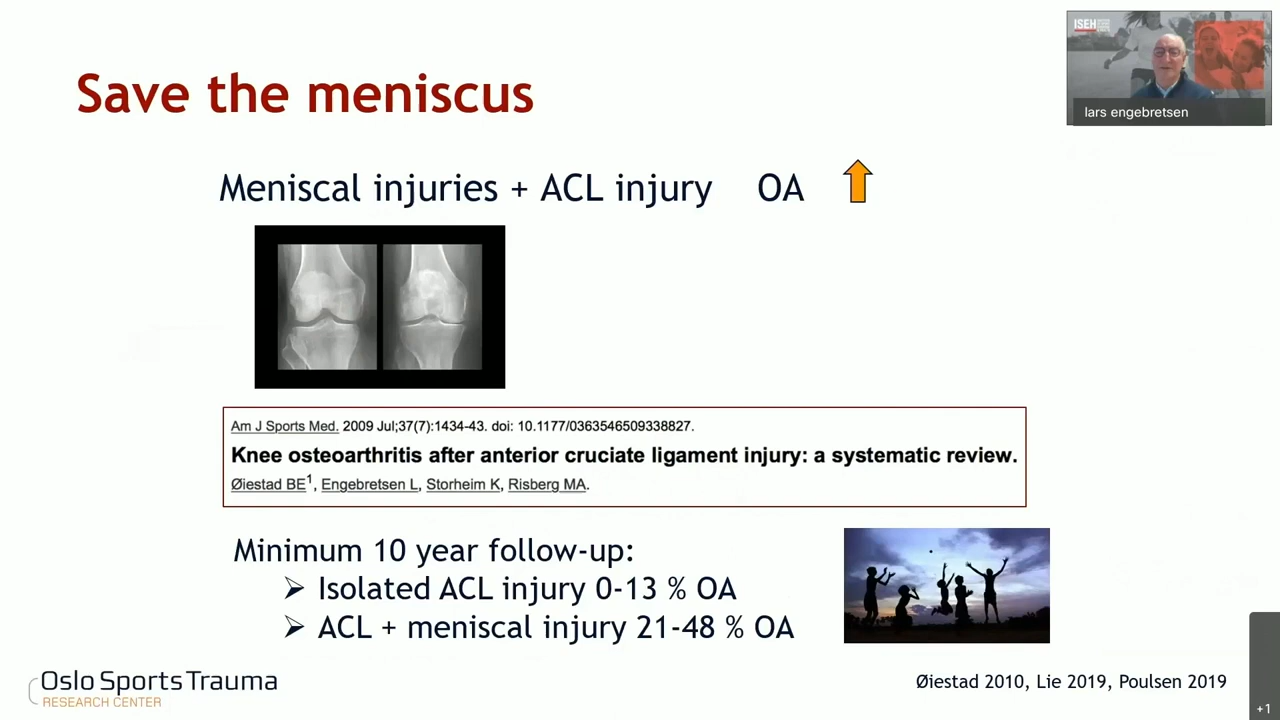 ISEH
lars engebretsen
Save the meniscus
Meniscal injuries + ACL injury OA
Am J Sports Med. 2009 Jul;37(7):1434-43. doi: 10.1177/0363546509338827.
Knee osteoarthritis after anterior cruciate ligament injury: a systematic review.
Øiestad BE1, Engebretsen L, Storheim K, Risberg MA.
Minimum 10 year follow-up:
➢ Isolated ACL injury 0-13 % OA
➢ ACL + meniscal injury 21-48 % OA
Oslo Sports Trauma
RESEARCH CENTER
Øiestad 2010, Lie 2019, Poulsen 2019
+1